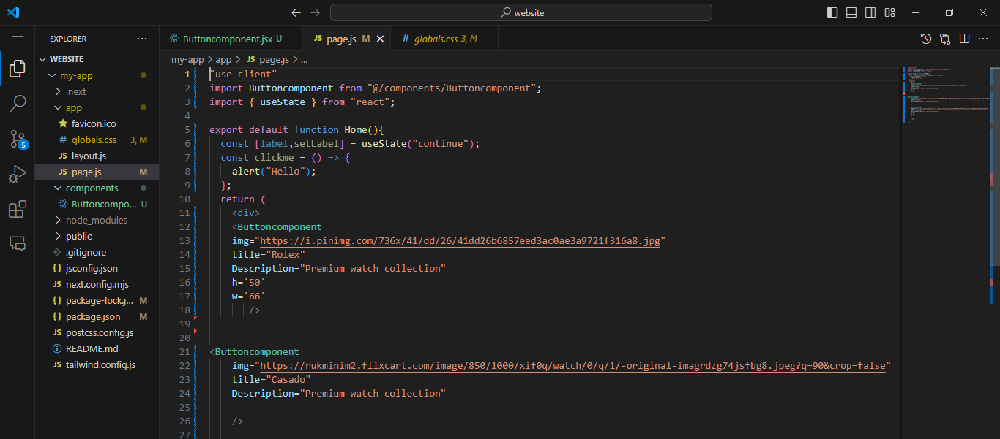 website
EXPLORER
WEBSITE
my-app
.next
app
favicon.ico
globals.css 3, M
layout.js
page.js M
components
Buttoncompo... U
node_modules
public
.gitignore
jsconfig.json
next.config.mjs
package-lock.j... M
package.json M
postcss.config.js
README.md
tailwind.config.js
5
Buttoncomponent.jsx U
JS page.js M
# globals.css 3, M
my-app > app > JS page.js > ...
1 "use client"
2 import Buttoncomponent from "@/components/Buttoncomponent";
3 import { useState } from "react";
4
5 export default function Home(){
6 const [label,setLabel] = useState("continue");
7 const clickme = () => {
8 alert("Hello");
9 };
10 return (
11 <div>
12 <Buttoncomponent
13 img="https://i.pinimg.com/736x/41/dd/26/41dd26b6857eed3ac0ae3a9721f316a8.jpg"
14 title="Rolex"
15 Description="Premium watch collection"
16 h='50'
17 w='66'
18 />
19
20
21 <Buttoncomponent
22 img="https://rukminim2.flixcart.com/image/850/1000/xif0q/watch/0/q/1/-original-imagrdzg74jsfbg8.jpeg?q=90&crop=false"
23 title="Casado"
24 Description="Premium watch collection"
25
26 />
27